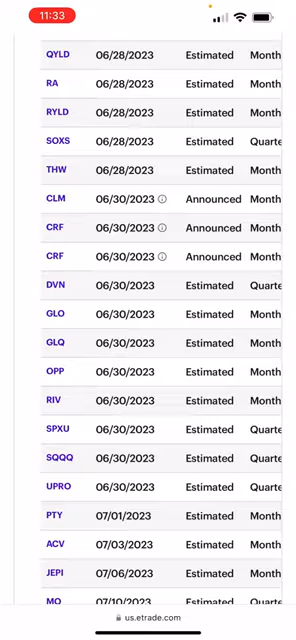 11:33
QYLD 06/28/2023 Estimated Month
RA 06/28/2023 Estimated Month
RYLD 06/28/2023 Estimated Month
SOXS 06/28/2023 Estimated Quarte
THW 06/28/2023 Estimated Month
CLM 06/30/2023 Announced Month
CRF 06/30/2023 Announced Month
CRF 06/30/2023 Announced Month
DVN 06/30/2023 Estimated Quarte
GLO 06/30/2023 Estimated Month
GLQ 06/30/2023 Estimated Month
OPP 06/30/2023 Estimated Month
RIV 06/30/2023 Estimated Month
SPXU 06/30/2023 Estimated Quarte
SQQQ 06/30/2023 Estimated Quarte
UPRO 06/30/2023 Estimated Quarte
PTY 07/01/2023 Estimated Month
ACV 07/03/2023 Estimated Month
JEPI 07/06/2023 Estimated Month
MO 07/10/2023 Estimated Quarte
us.etrade.com